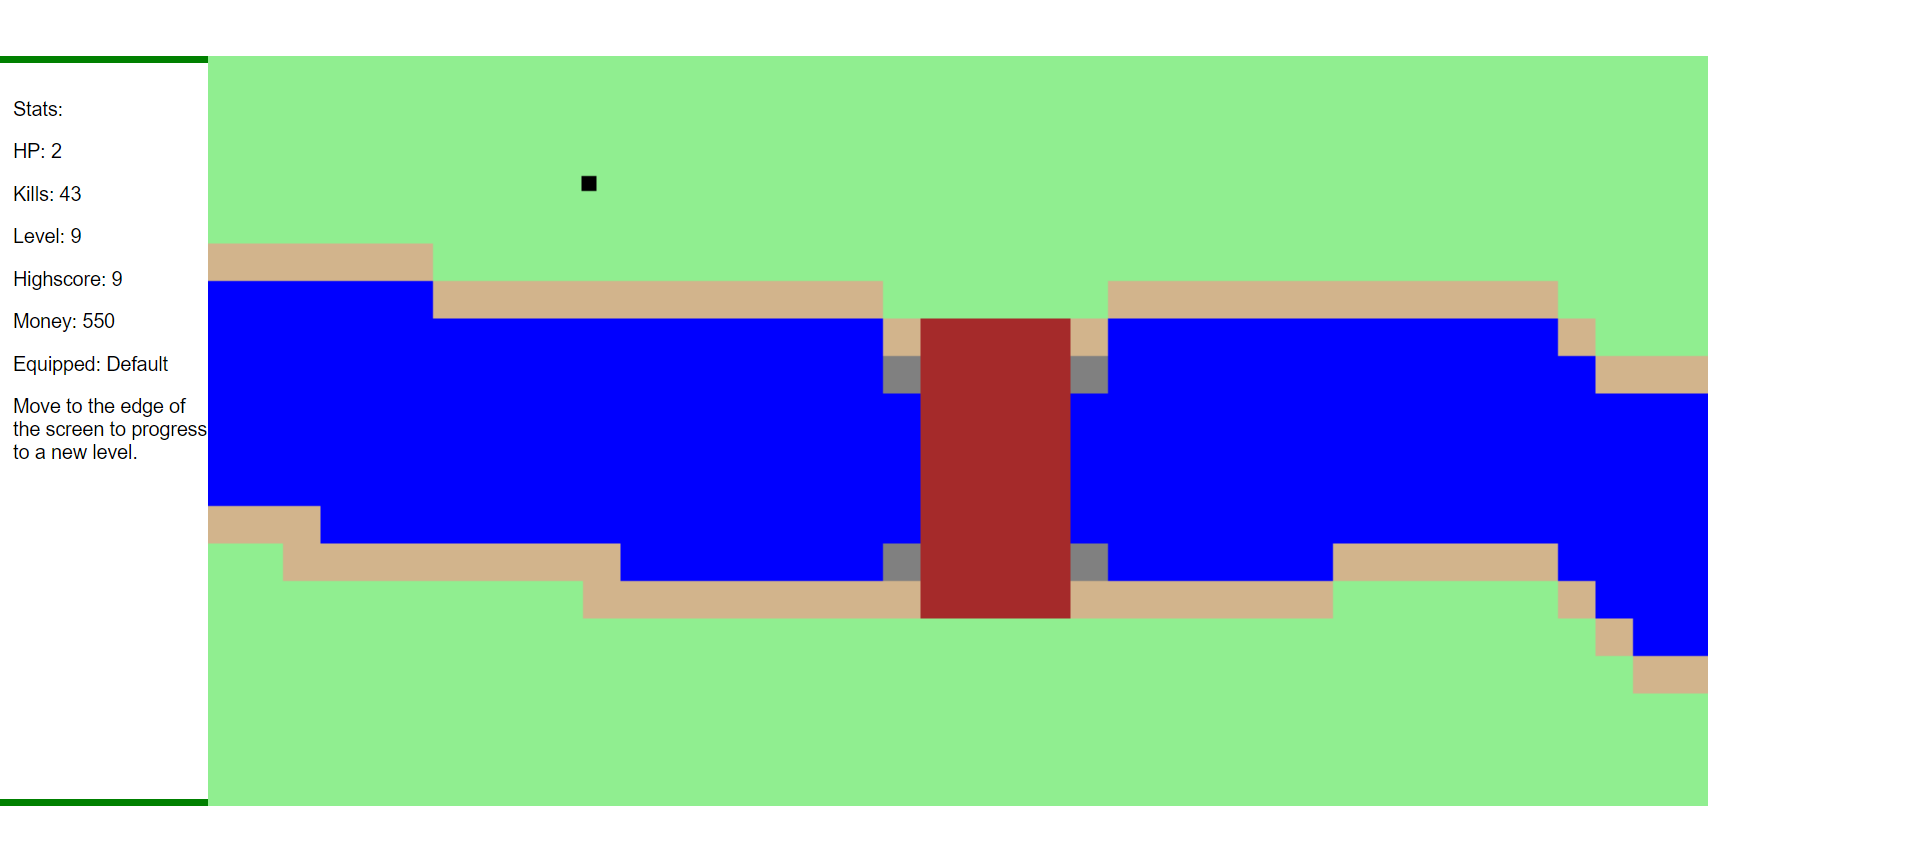 Stats:
HP: 2
Kills: 43
Level: 9
Highscore: 9
Money: 550
Equipped: Default
Move to the edge of
the screen to progress
to a new level.